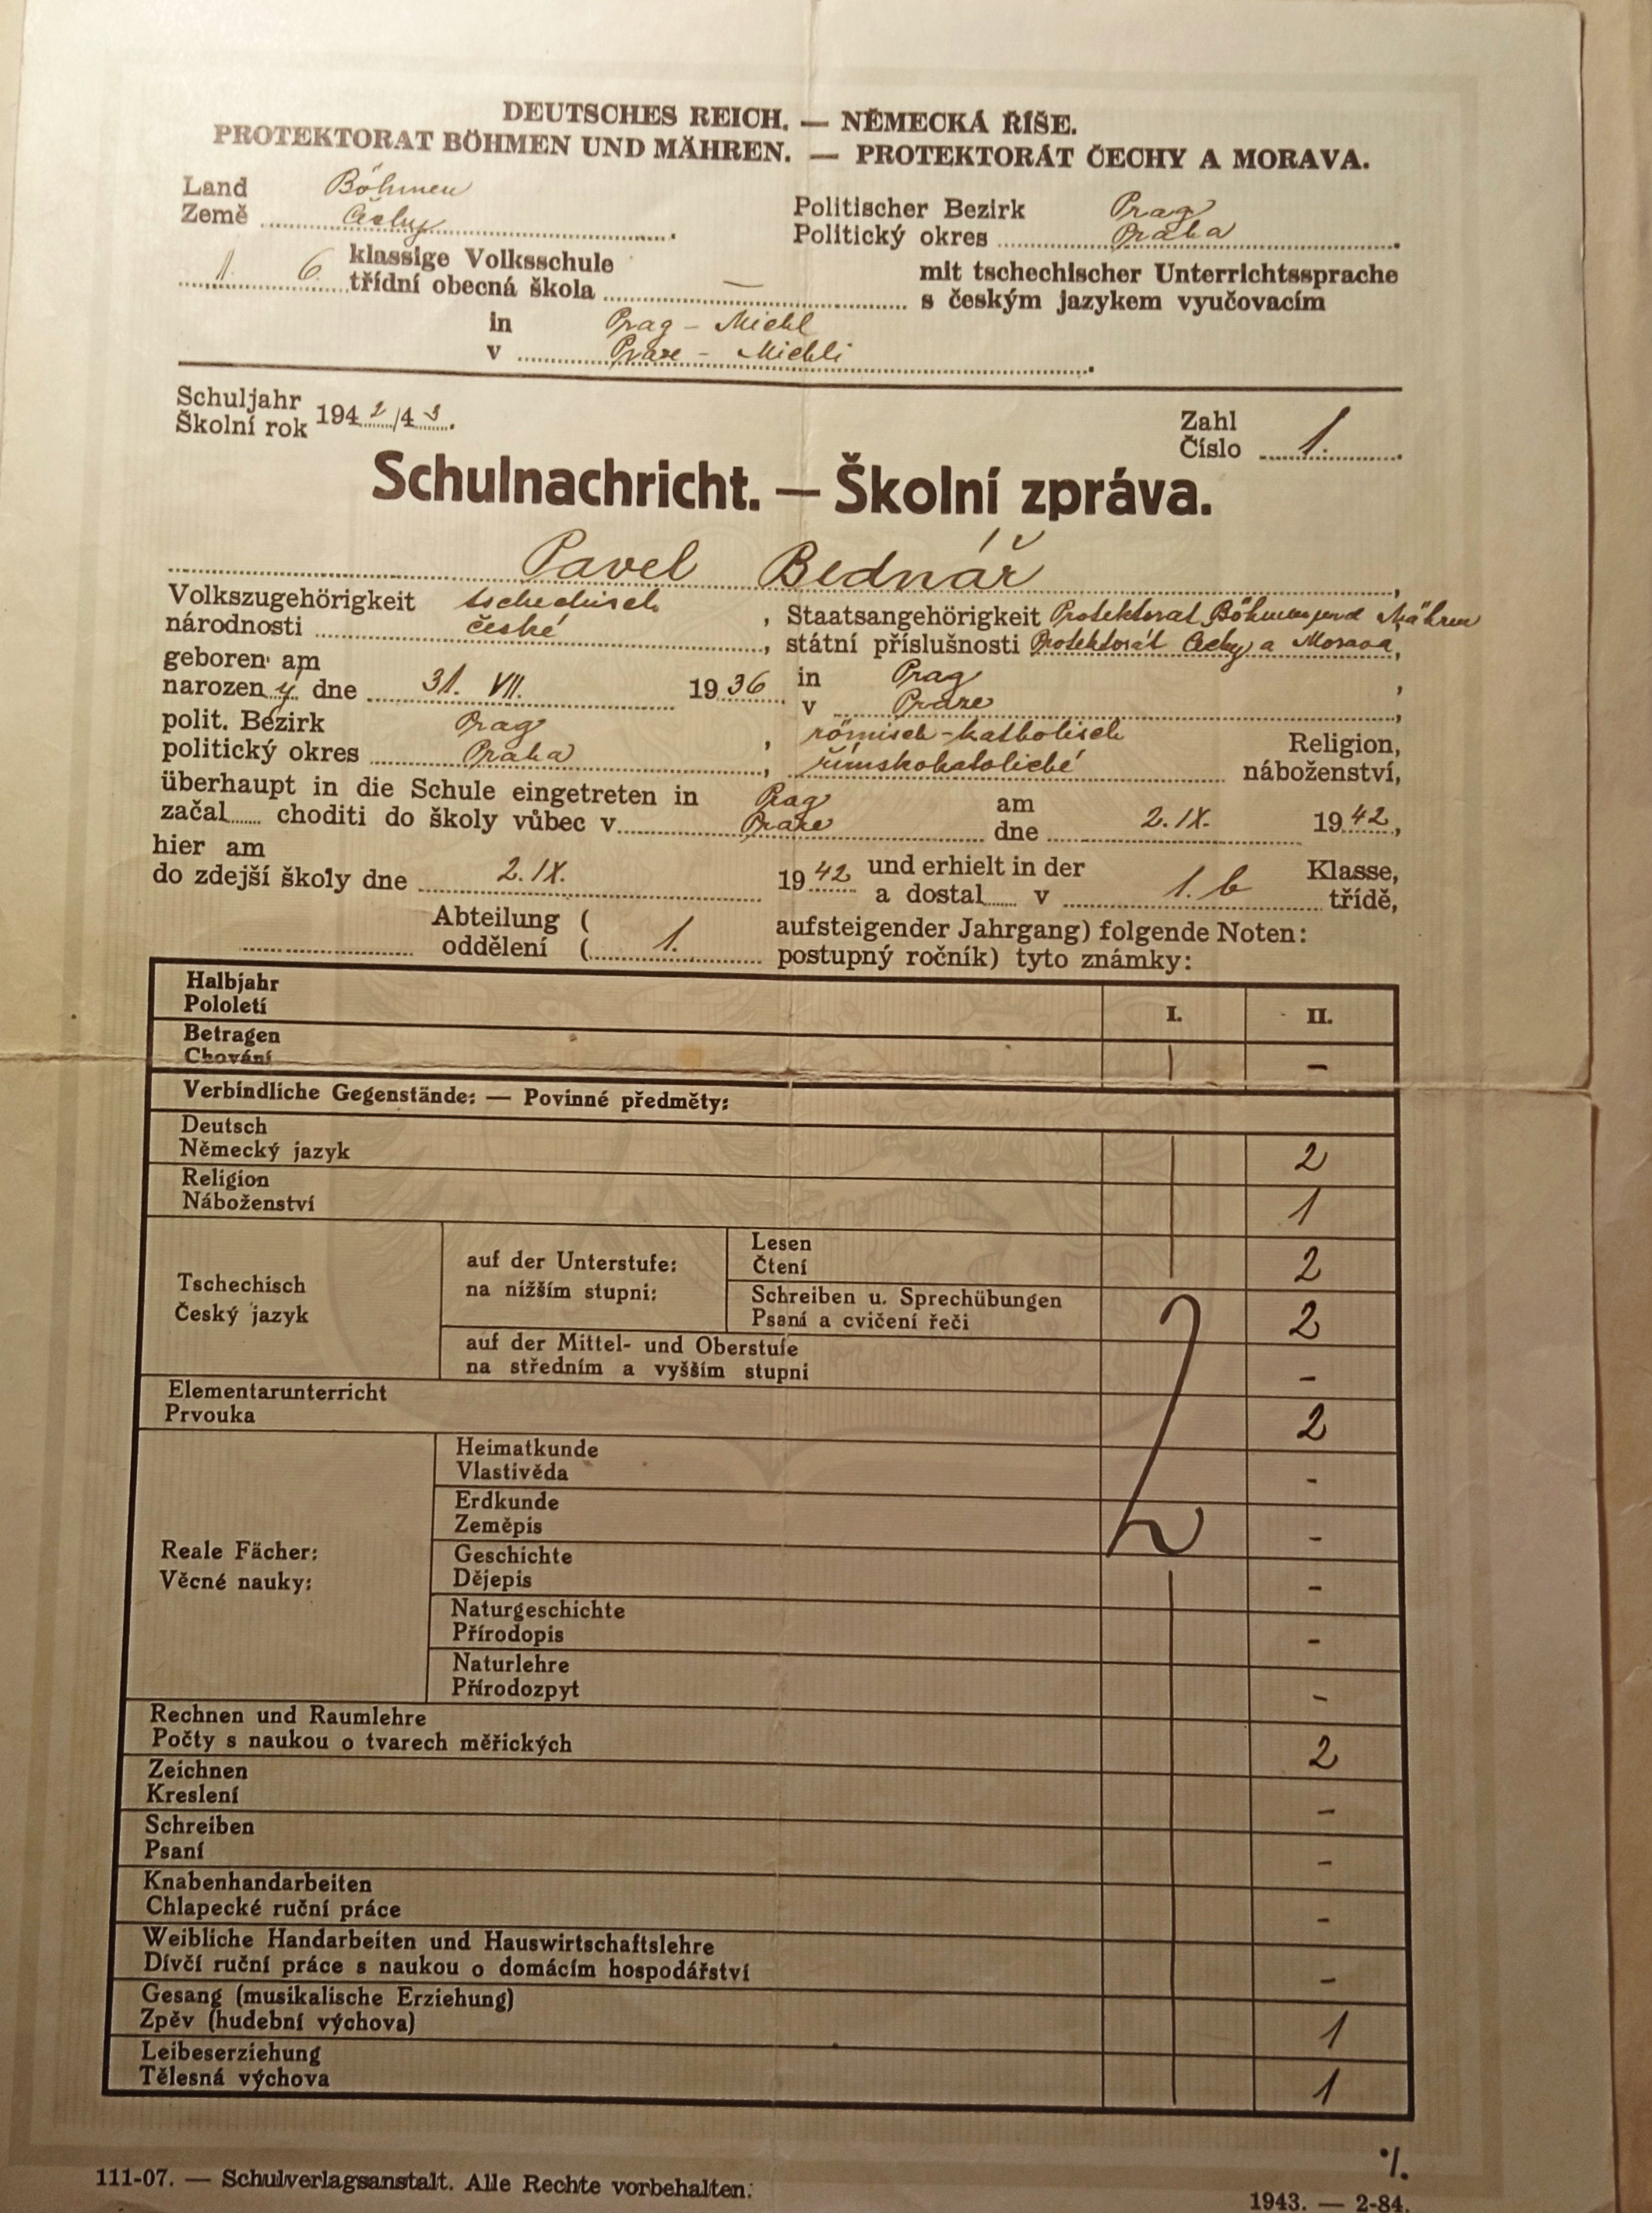 DEUTSCHES REICH. — NĚMECKÁ ŘÍŠE.
PROTEKTORAT BÖHMEN UND MÄHREN. — PROTEKTORÁT ČECHY A MORAVA.
Land Böhmen
Země Čechy.
Politischer Bezirk Prag
Politický okres Praha.
II. 6. klassige Volksschule — mit tschechischer Unterrichtssprache
třídní obecná škola s českým jazykem vyučovacím
in Prag - Michl
v Praze - Michli.
Schuljahr
Školní rok 1942/43.
Zahl
Číslo 1.
Schulnachricht. — Školní zpráva.
Pavel Bednář,
Volkszugehörigkeit tschechisch, Staatsangehörigkeit Protektorat Böhmen und Mähren
národnosti české, státní příslušnosti Protektorát Čechy a Morava,
geboren am in Prag,
narozený dne 31. VII. 1936 v Praze,
polit. Bezirk Prag, römisch-katholisch Religion,
politický okres Praha, římskokatolické náboženství,
überhaupt in die Schule eingetreten in Prag am
začal choditi do školy vůbec v Praze dne 2. IX. 1942,
hier am und erhielt in der Klasse,
do zdejší školy dne 2. IX. 1942 a dostal v 1. b třídě,
Abteilung ( aufsteigender Jahrgang) folgende Noten:
oddělení ( 1. postupný ročník) tyto známky:
Halbjahr
Pololetí I. II.
Betragen
Chování | –
Verbindliche Gegenstände: — Povinné předměty:
Deutsch
Německý jazyk 2
Religion
Náboženství 1
Tschechisch
Český jazyk
auf der Unterstufe:
na nižším stupni:
Lesen
Čtení 2
Schreiben u. Sprechübungen
Psaní a cvičení řeči 2
auf der Mittel- und Oberstufe
na středním a vyšším stupni –
2
Elementarunterricht
Prvouka 2
Reale Fächer:
Věcné nauky:
Heimatkunde
Vlastivěda –
Erdkunde
Zeměpis –
Geschichte
Dějepis –
Naturgeschichte
Přírodopis –
Naturlehre
Přírodozpyt –
Rechnen und Raumlehre
Počty s naukou o tvarech měřických 2
Zeichnen
Kreslení –
Schreiben
Psaní –
Knabenhandarbeiten
Chlapecké ruční práce –
Weibliche Handarbeiten und Hauswirtschaftslehre
Dívčí ruční práce s naukou o domácím hospodářství –
Gesang (musikalische Erziehung)
Zpěv (hudební výchova) 1
Leibeserziehung
Tělesná výchova 1
./.
111-07. — Schulverlagsanstalt. Alle Rechte vorbehalten.
1943. — 2-84.